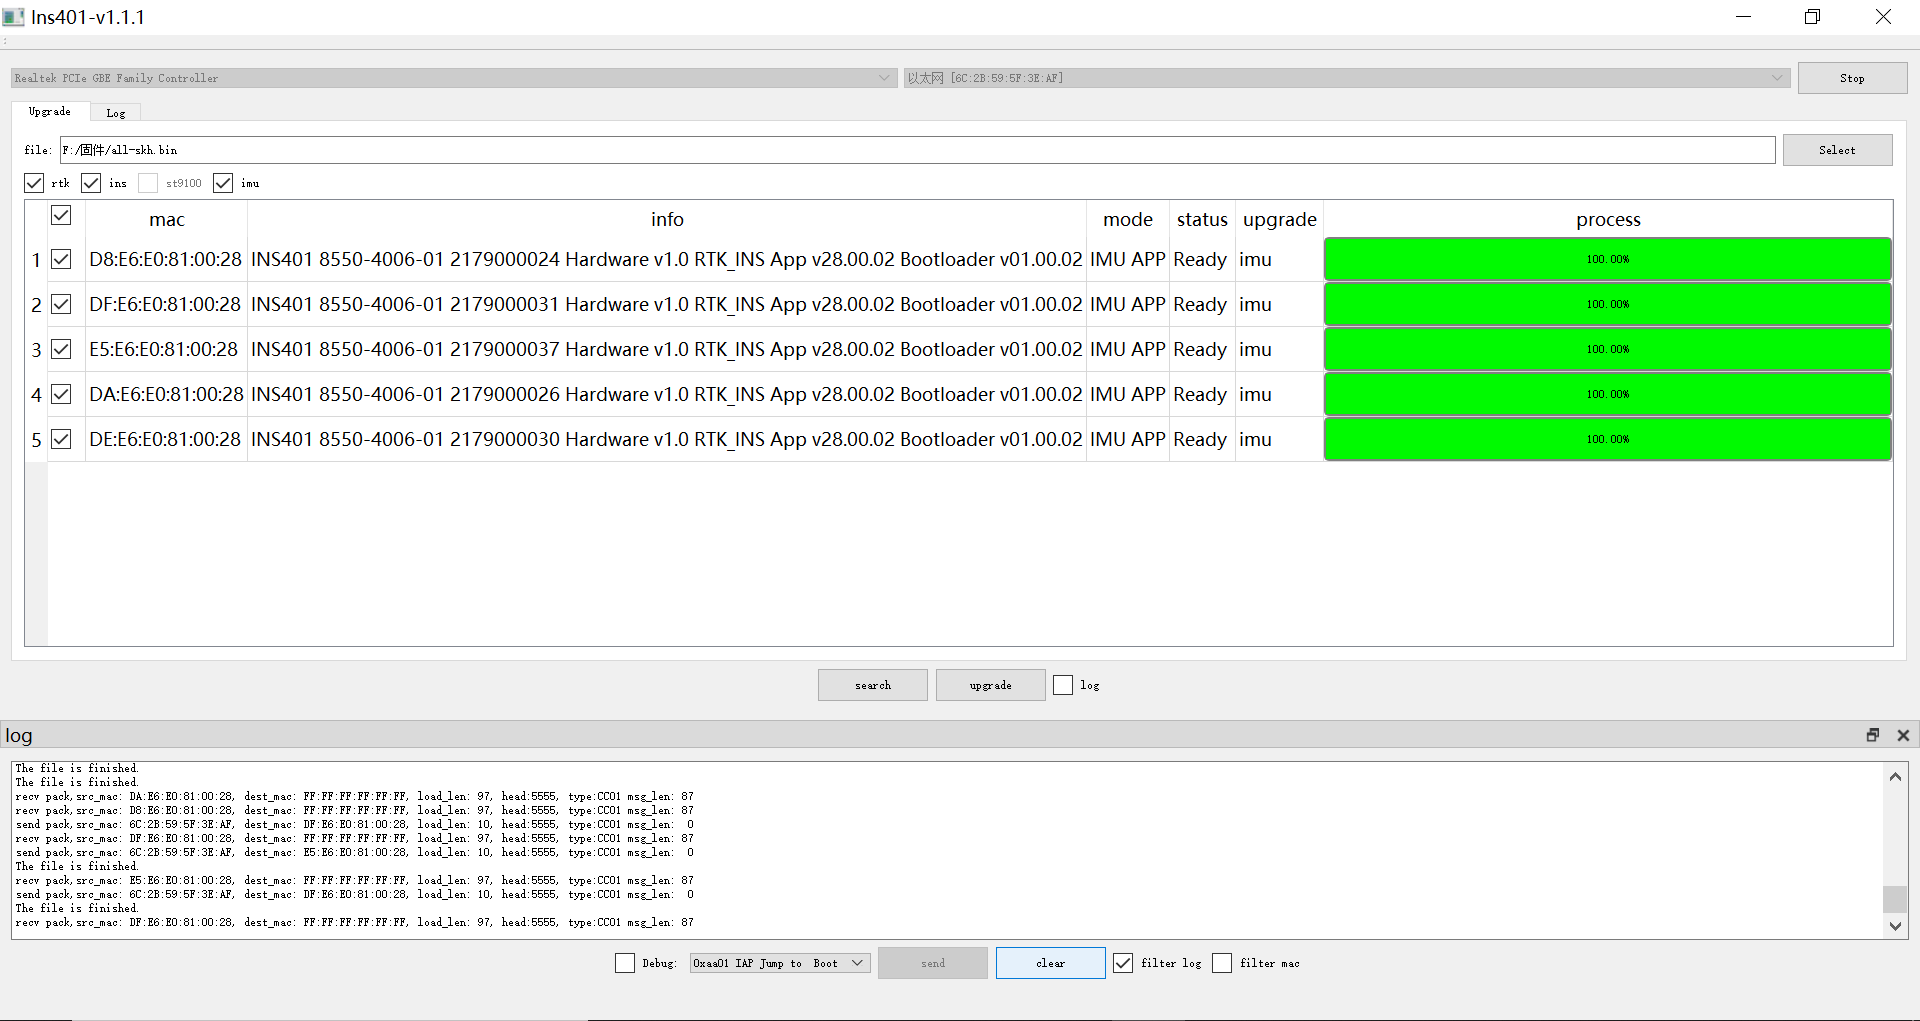 Ins401-v1.1.1
Realtek PCIe GBE Family Controller 以太网 [6C:2B:59:5F:3E:AF] Stop
Upgrade Log
file: F:/固件/all-skh.bin Select
rtk ins st9100 imu
mac info mode status upgrade process
1 D8:E6:E0:81:00:28 INS401 8550-4006-01 2179000024 Hardware v1.0 RTK_INS App v28.00.02 Bootloader v01.00.02 IMU APP Ready imu 100.00%
2 DF:E6:E0:81:00:28 INS401 8550-4006-01 2179000031 Hardware v1.0 RTK_INS App v28.00.02 Bootloader v01.00.02 IMU APP Ready imu 100.00%
3 E5:E6:E0:81:00:28 INS401 8550-4006-01 2179000037 Hardware v1.0 RTK_INS App v28.00.02 Bootloader v01.00.02 IMU APP Ready imu 100.00%
4 DA:E6:E0:81:00:28 INS401 8550-4006-01 2179000026 Hardware v1.0 RTK_INS App v28.00.02 Bootloader v01.00.02 IMU APP Ready imu 100.00%
5 DE:E6:E0:81:00:28 INS401 8550-4006-01 2179000030 Hardware v1.0 RTK_INS App v28.00.02 Bootloader v01.00.02 IMU APP Ready imu 100.00%
search upgrade log
log
The file is finished.
The file is finished.
recv pack,src_mac: DA:E6:E0:81:00:28, dest_mac: FF:FF:FF:FF:FF:FF, load_len: 97, head:5555, type:CC01 msg_len: 87
recv pack,src_mac: D8:E6:E0:81:00:28, dest_mac: FF:FF:FF:FF:FF:FF, load_len: 97, head:5555, type:CC01 msg_len: 87
send pack,src_mac: 6C:2B:59:5F:3E:AF, dest_mac: DF:E6:E0:81:00:28, load_len: 10, head:5555, type:CC01 msg_len: 0
recv pack,src_mac: DF:E6:E0:81:00:28, dest_mac: FF:FF:FF:FF:FF:FF, load_len: 97, head:5555, type:CC01 msg_len: 87
send pack,src_mac: 6C:2B:59:5F:3E:AF, dest_mac: E5:E6:E0:81:00:28, load_len: 10, head:5555, type:CC01 msg_len: 0
The file is finished.
recv pack,src_mac: E5:E6:E0:81:00:28, dest_mac: FF:FF:FF:FF:FF:FF, load_len: 97, head:5555, type:CC01 msg_len: 87
send pack,src_mac: 6C:2B:59:5F:3E:AF, dest_mac: DF:E6:E0:81:00:28, load_len: 10, head:5555, type:CC01 msg_len: 0
The file is finished.
recv pack,src_mac: DF:E6:E0:81:00:28, dest_mac: FF:FF:FF:FF:FF:FF, load_len: 97, head:5555, type:CC01 msg_len: 87
Debug: 0xaa01 IAP Jump to Boot send clear filter log filter mac